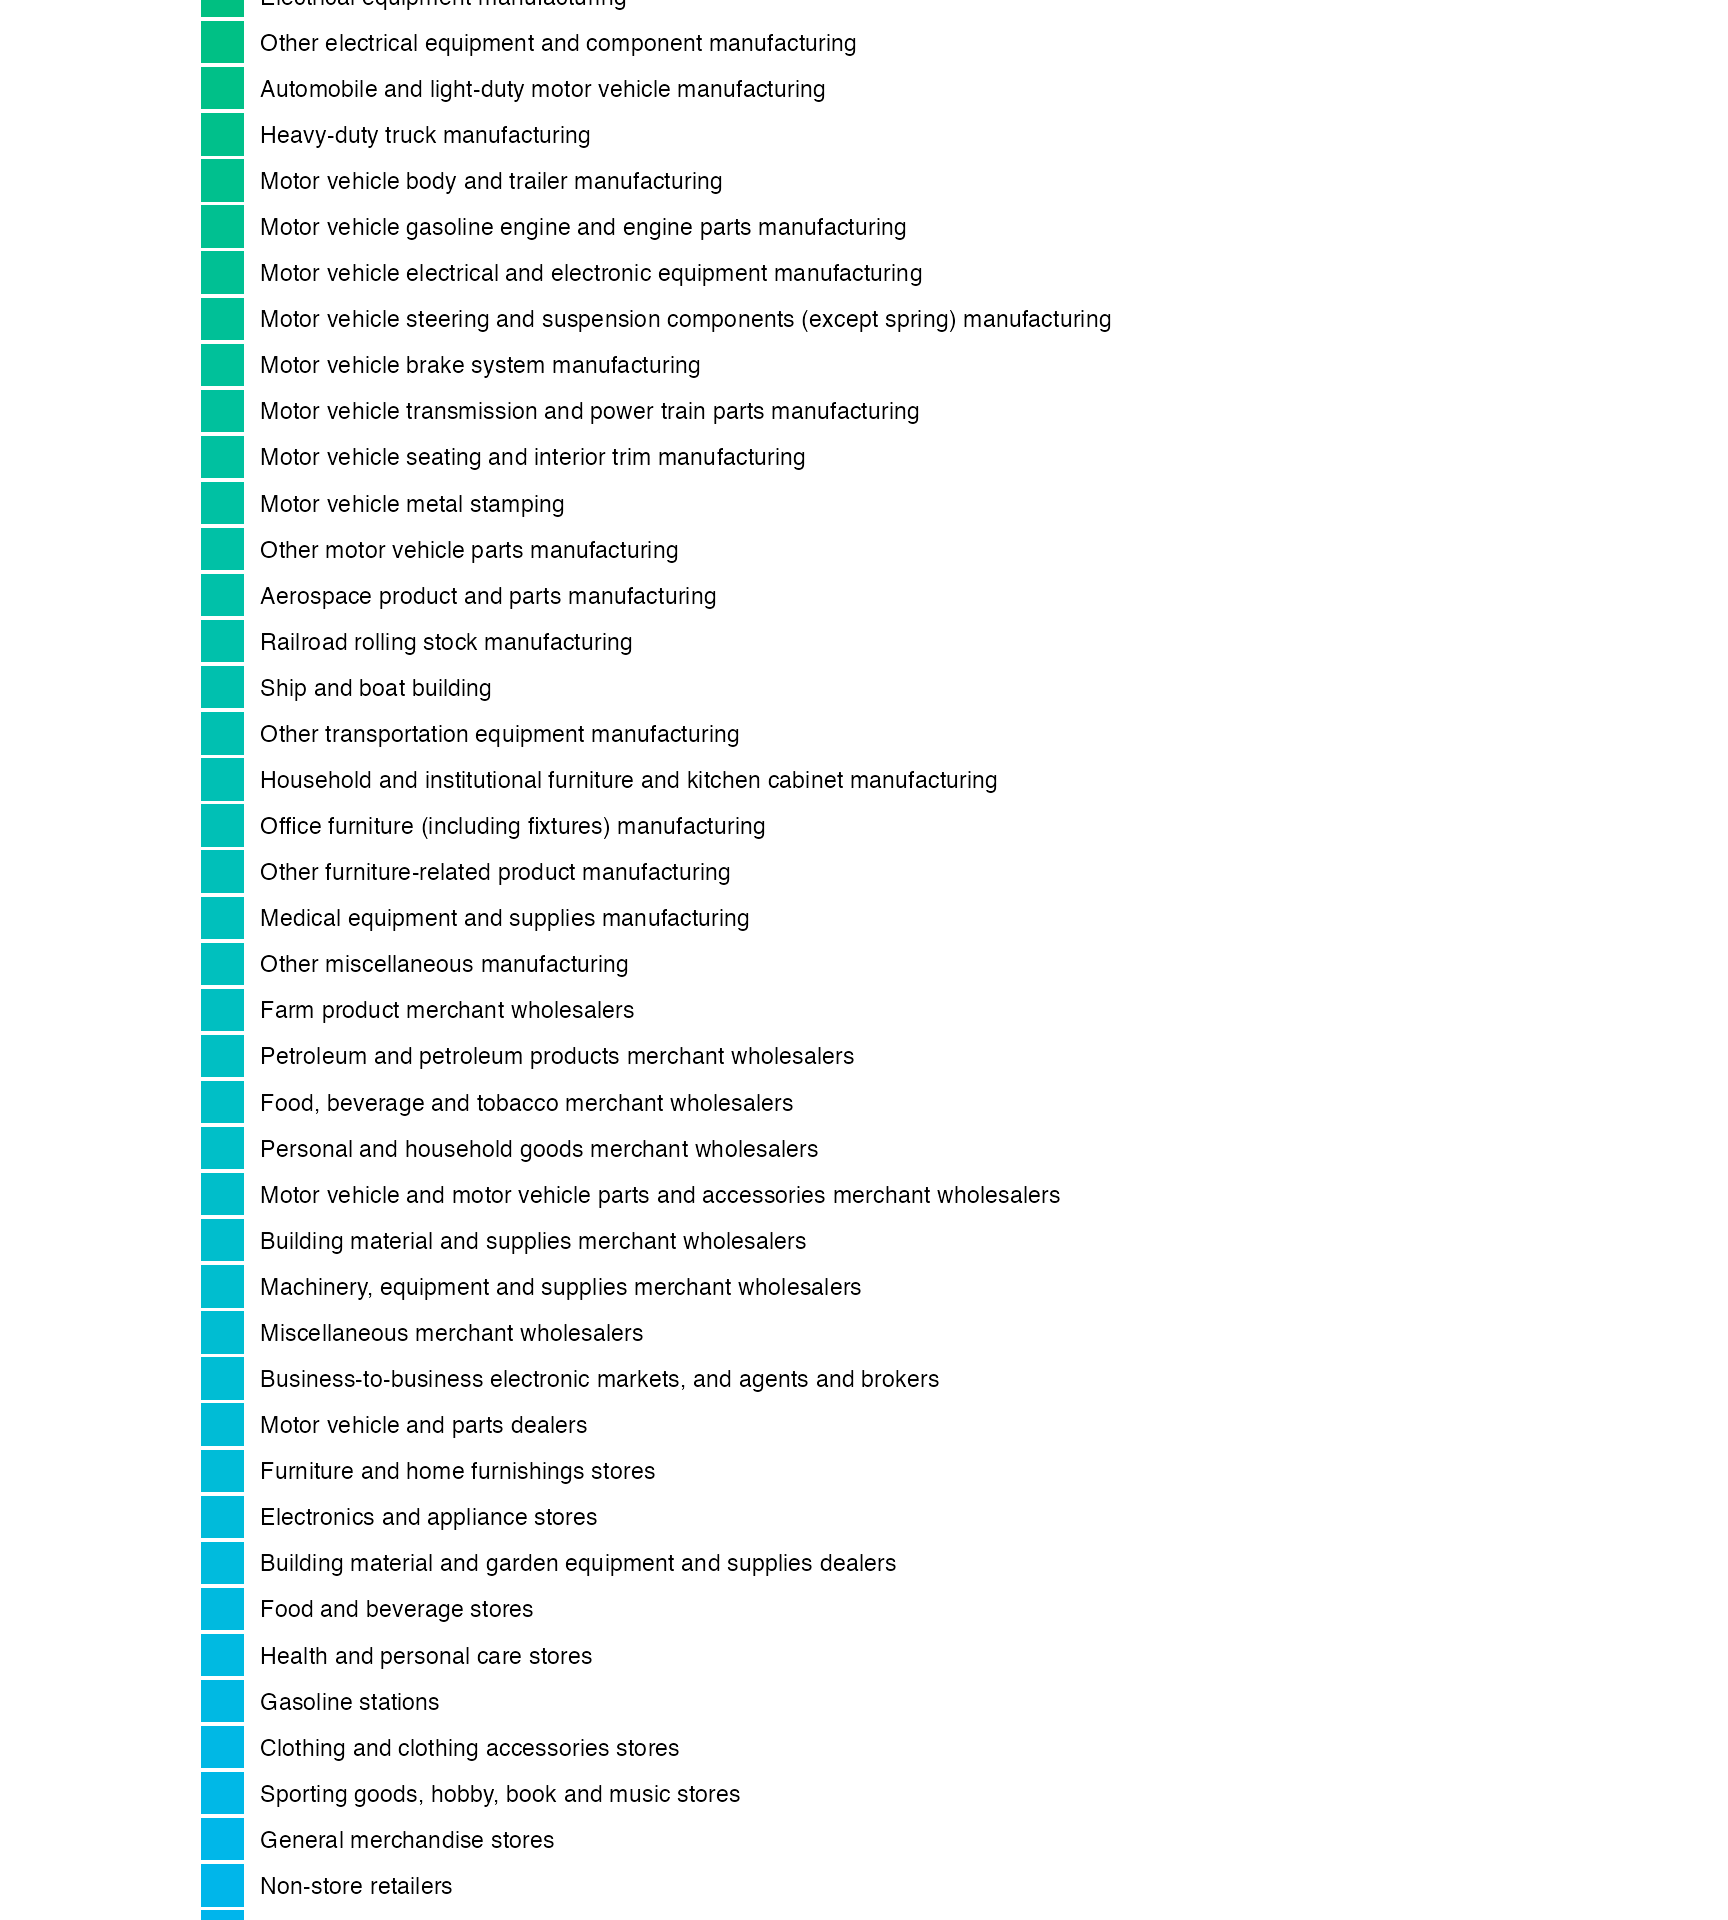 Electrical equipment manufacturing
Other electrical equipment and component manufacturing
Automobile and light-duty motor vehicle manufacturing
Heavy-duty truck manufacturing
Motor vehicle body and trailer manufacturing
Motor vehicle gasoline engine and engine parts manufacturing
Motor vehicle electrical and electronic equipment manufacturing
Motor vehicle steering and suspension components (except spring) manufacturing
Motor vehicle brake system manufacturing
Motor vehicle transmission and power train parts manufacturing
Motor vehicle seating and interior trim manufacturing
Motor vehicle metal stamping
Other motor vehicle parts manufacturing
Aerospace product and parts manufacturing
Railroad rolling stock manufacturing
Ship and boat building
Other transportation equipment manufacturing
Household and institutional furniture and kitchen cabinet manufacturing
Office furniture (including fixtures) manufacturing
Other furniture-related product manufacturing
Medical equipment and supplies manufacturing
Other miscellaneous manufacturing
Farm product merchant wholesalers
Petroleum and petroleum products merchant wholesalers
Food, beverage and tobacco merchant wholesalers
Personal and household goods merchant wholesalers
Motor vehicle and motor vehicle parts and accessories merchant wholesalers
Building material and supplies merchant wholesalers
Machinery, equipment and supplies merchant wholesalers
Miscellaneous merchant wholesalers
Business-to-business electronic markets, and agents and brokers
Motor vehicle and parts dealers
Furniture and home furnishings stores
Electronics and appliance stores
Building material and garden equipment and supplies dealers
Food and beverage stores
Health and personal care stores
Gasoline stations
Clothing and clothing accessories stores
Sporting goods, hobby, book and music stores
General merchandise stores
Non-store retailers